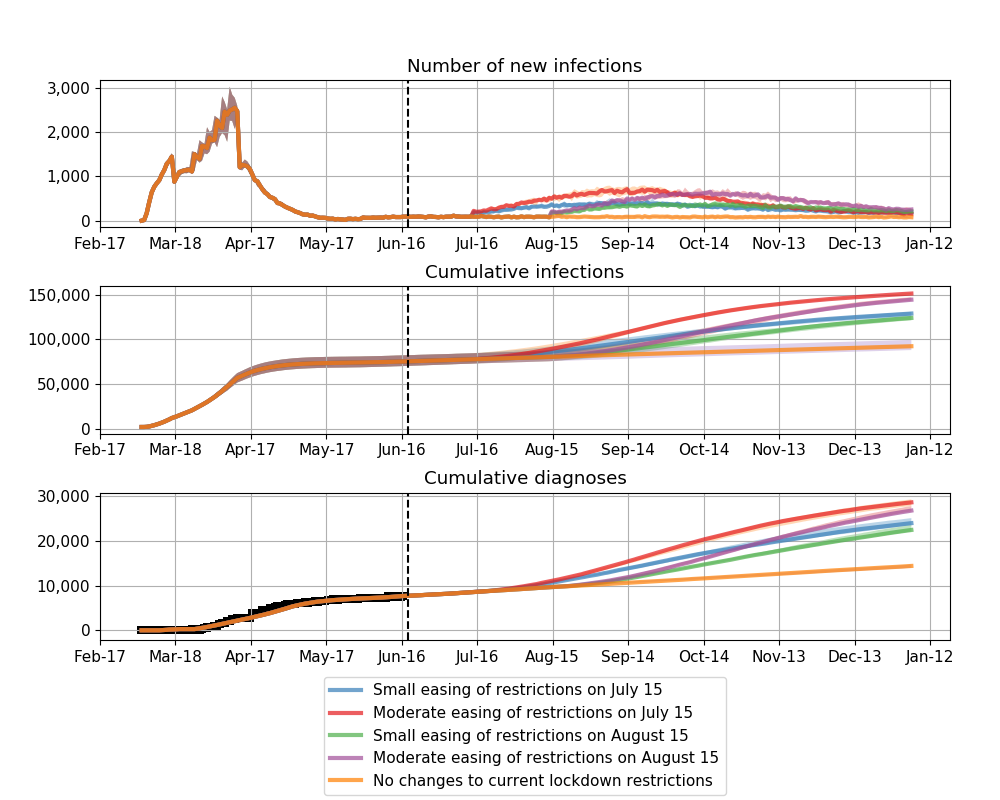 Number of new infections
3,000
2,000
1,000
0
Feb-17 Mar-18 Apr-17 May-17 Jun-16 Jul-16 Aug-15 Sep-14 Oct-14 Nov-13 Dec-13 Jan-12
Cumulative infections
150,000
100,000
50,000
0
Feb-17 Mar-18 Apr-17 May-17 Jun-16 Jul-16 Aug-15 Sep-14 Oct-14 Nov-13 Dec-13 Jan-12
Cumulative diagnoses
30,000
20,000
10,000
0
Feb-17 Mar-18 Apr-17 May-17 Jun-16 Jul-16 Aug-15 Sep-14 Oct-14 Nov-13 Dec-13 Jan-12
Small easing of restrictions on July 15
Moderate easing of restrictions on July 15
Small easing of restrictions on August 15
Moderate easing of restrictions on August 15
No changes to current lockdown restrictions